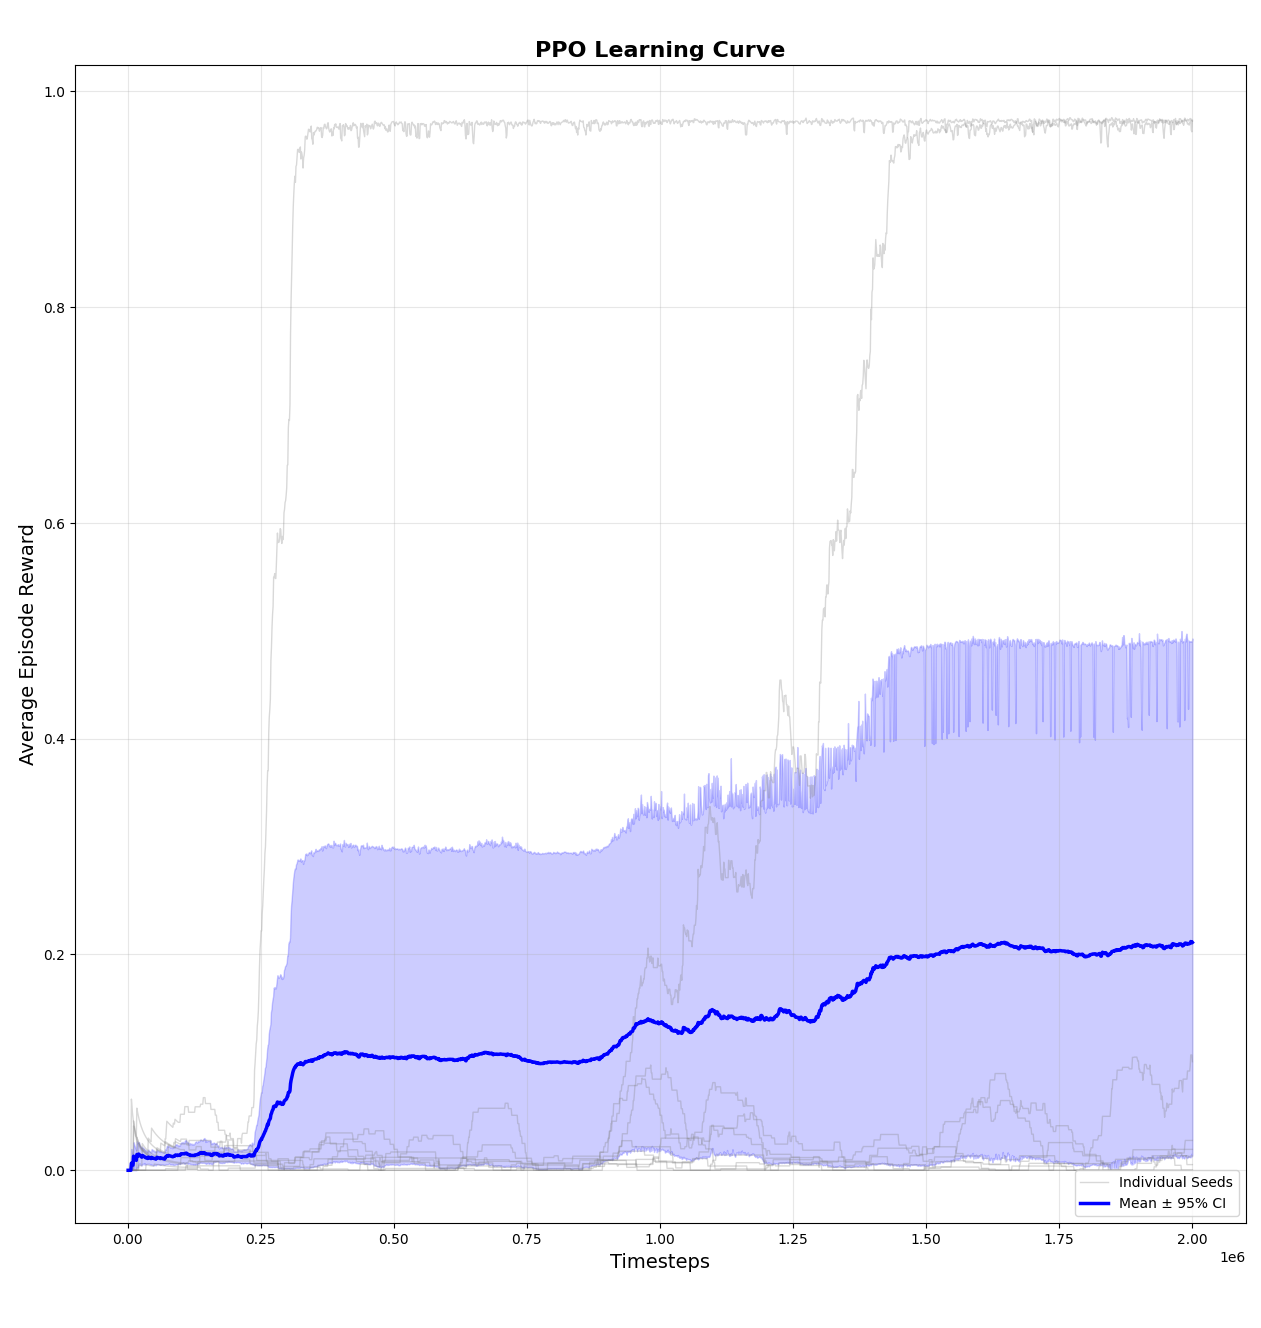 PPO Learning Curve
Average Episode Reward
1.0
0.8
0.6
0.4
0.2
0.0
0.00 0.25 0.50 0.75 1.00 1.25 1.50 1.75 2.00
1e6
Timesteps
Individual Seeds
Mean ± 95% CI